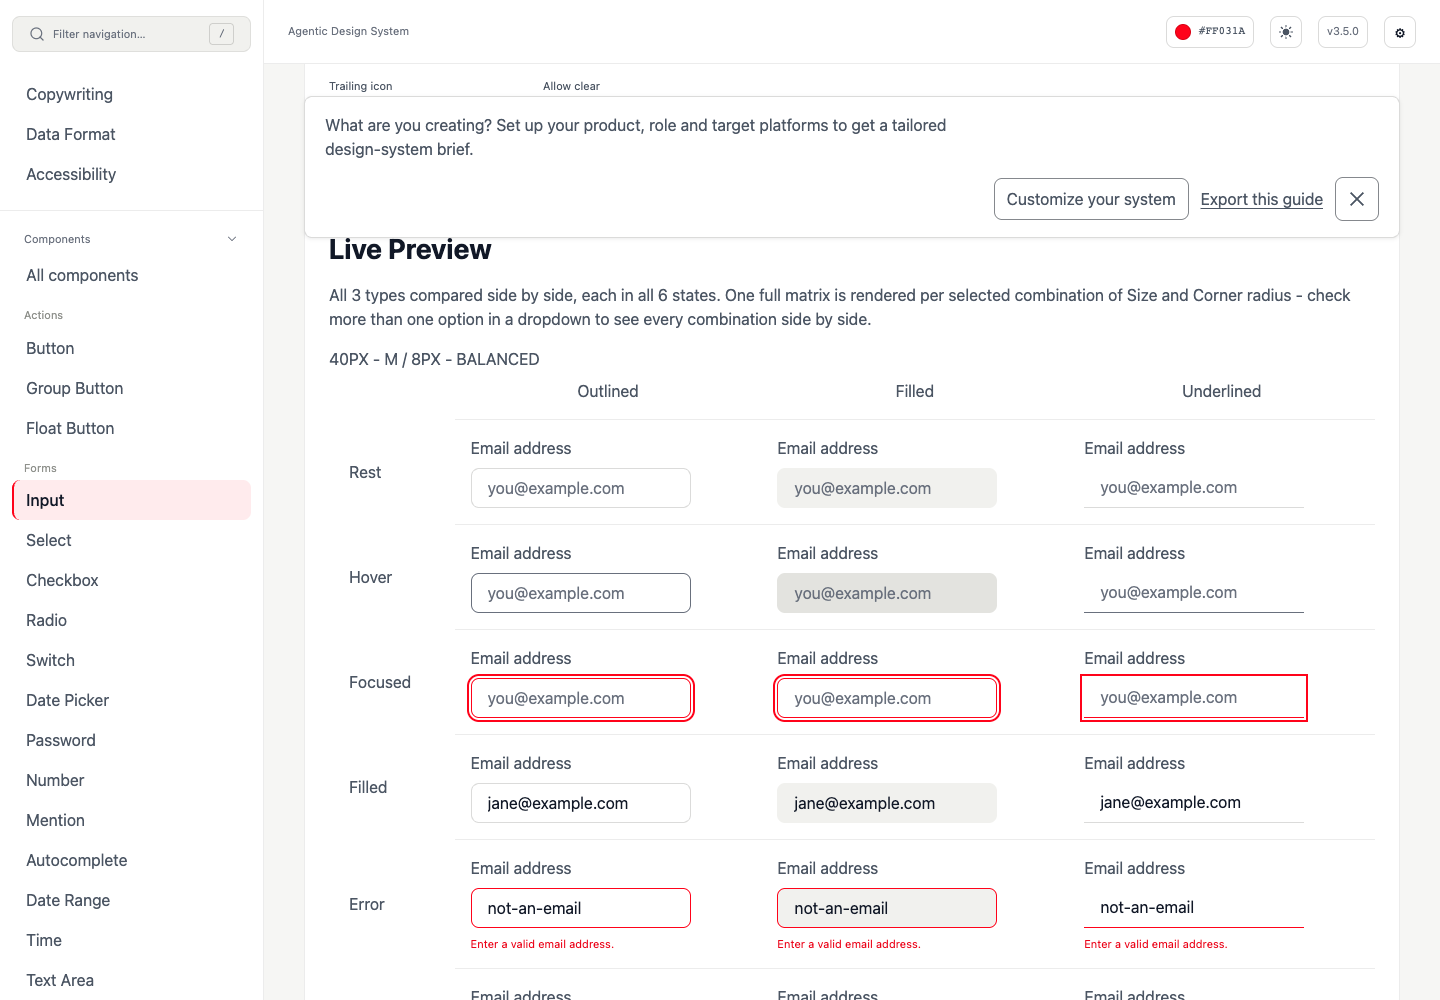 Filter navigation...
/
Copywriting
Data Format
Accessibility
Components
All components
Actions
Button
Group Button
Float Button
Forms
Input
Select
Checkbox
Radio
Switch
Date Picker
Password
Number
Mention
Autocomplete
Date Range
Time
Text Area
Agentic Design System
#FF031A
v3.5.0
Trailing icon
Allow clear
What are you creating? Set up your product, role and target platforms to get a tailored
design-system brief.
Customize your system
Export this guide
Live Preview
All 3 types compared side by side, each in all 6 states. One full matrix is rendered per selected combination of Size and Corner radius - check
more than one option in a dropdown to see every combination side by side.
40PX - M / 8PX - BALANCED
Outlined
Filled
Underlined
Rest
Email address
you@example.com
Email address
you@example.com
Email address
you@example.com
Hover
Email address
you@example.com
Email address
you@example.com
Email address
you@example.com
Focused
Email address
you@example.com
Email address
you@example.com
Email address
you@example.com
Filled
Email address
jane@example.com
Email address
jane@example.com
Email address
jane@example.com
Error
Email address
not-an-email
Enter a valid email address.
Email address
not-an-email
Enter a valid email address.
Email address
not-an-email
Enter a valid email address.
Email address
Email address
Email address